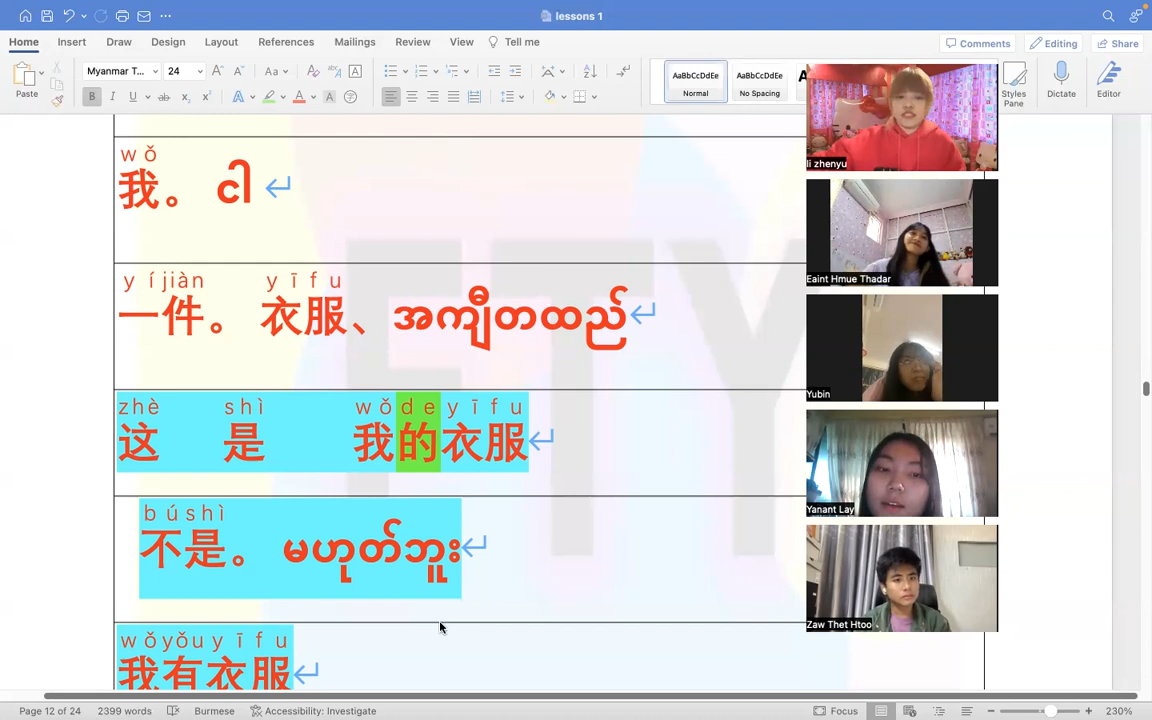 lessons 1
Home Insert Draw Design Layout References Mailings Review View Tell me Comments Editing Share
Paste
Myanmar T... 24
AaBbCcDdEe AaBbCcDdEe
Normal No Spacing
Styles Pane Dictate Editor
li zhenyu
wǒ
我。 ငါ
Eaint Hmue Thadar
yíjiàn yīfu
一件。 衣服、အကျီတထည်
Yubin
zhè shì wǒde yīfu
这 是 我的衣服
Yanant Lay
búshì
不是。 မဟုတ်ဘူး
Zaw Thet Htoo
wǒyǒuyīfu
我有衣服
Page 12 of 24 2399 words Burmese Accessibility: Investigate Focus 230%